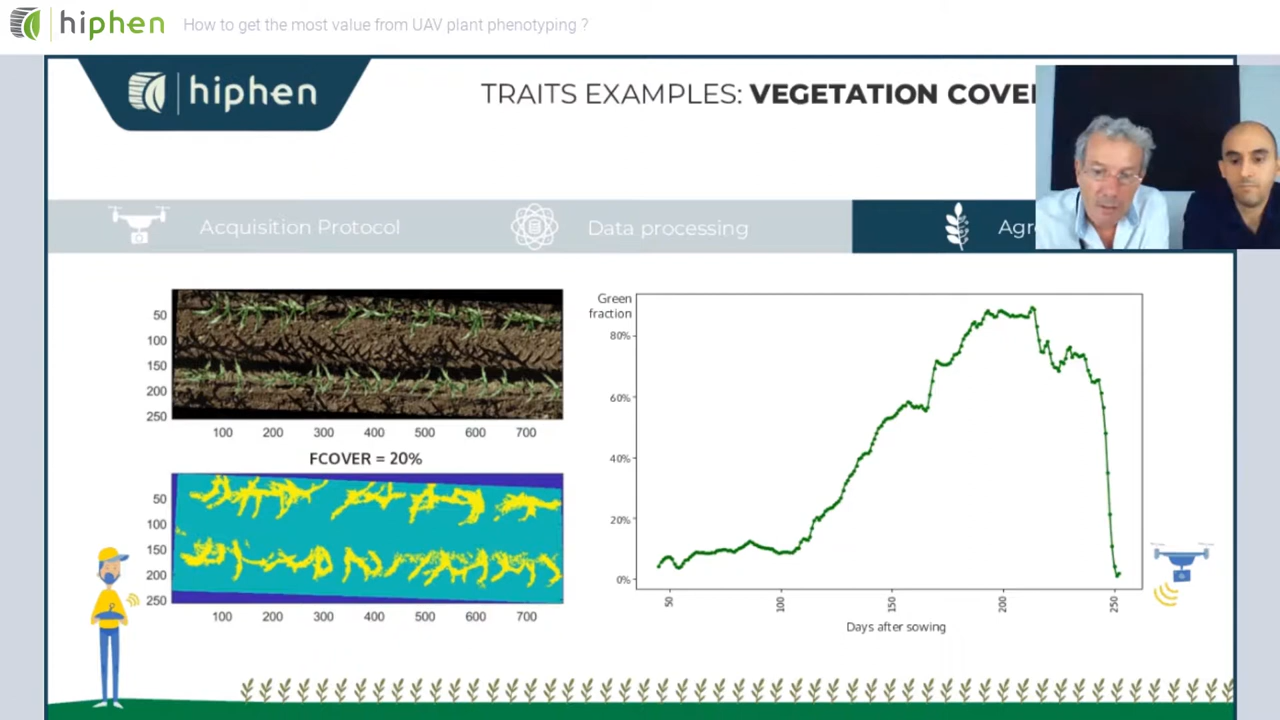 hiphen How to get the most value from UAV plant phenotyping ?
hiphen
TRAITS EXAMPLES: VEGETATION COVE
Acquisition Protocol
Data processing
Agr
50
100
150
200
250
100 200 300 400 500 600 700
FCOVER = 20%
50
100
150
200
250
100 200 300 400 500 600 700
Green
fraction
80%
60%
40%
20%
0%
50 100 150 200 250
Days after sowing